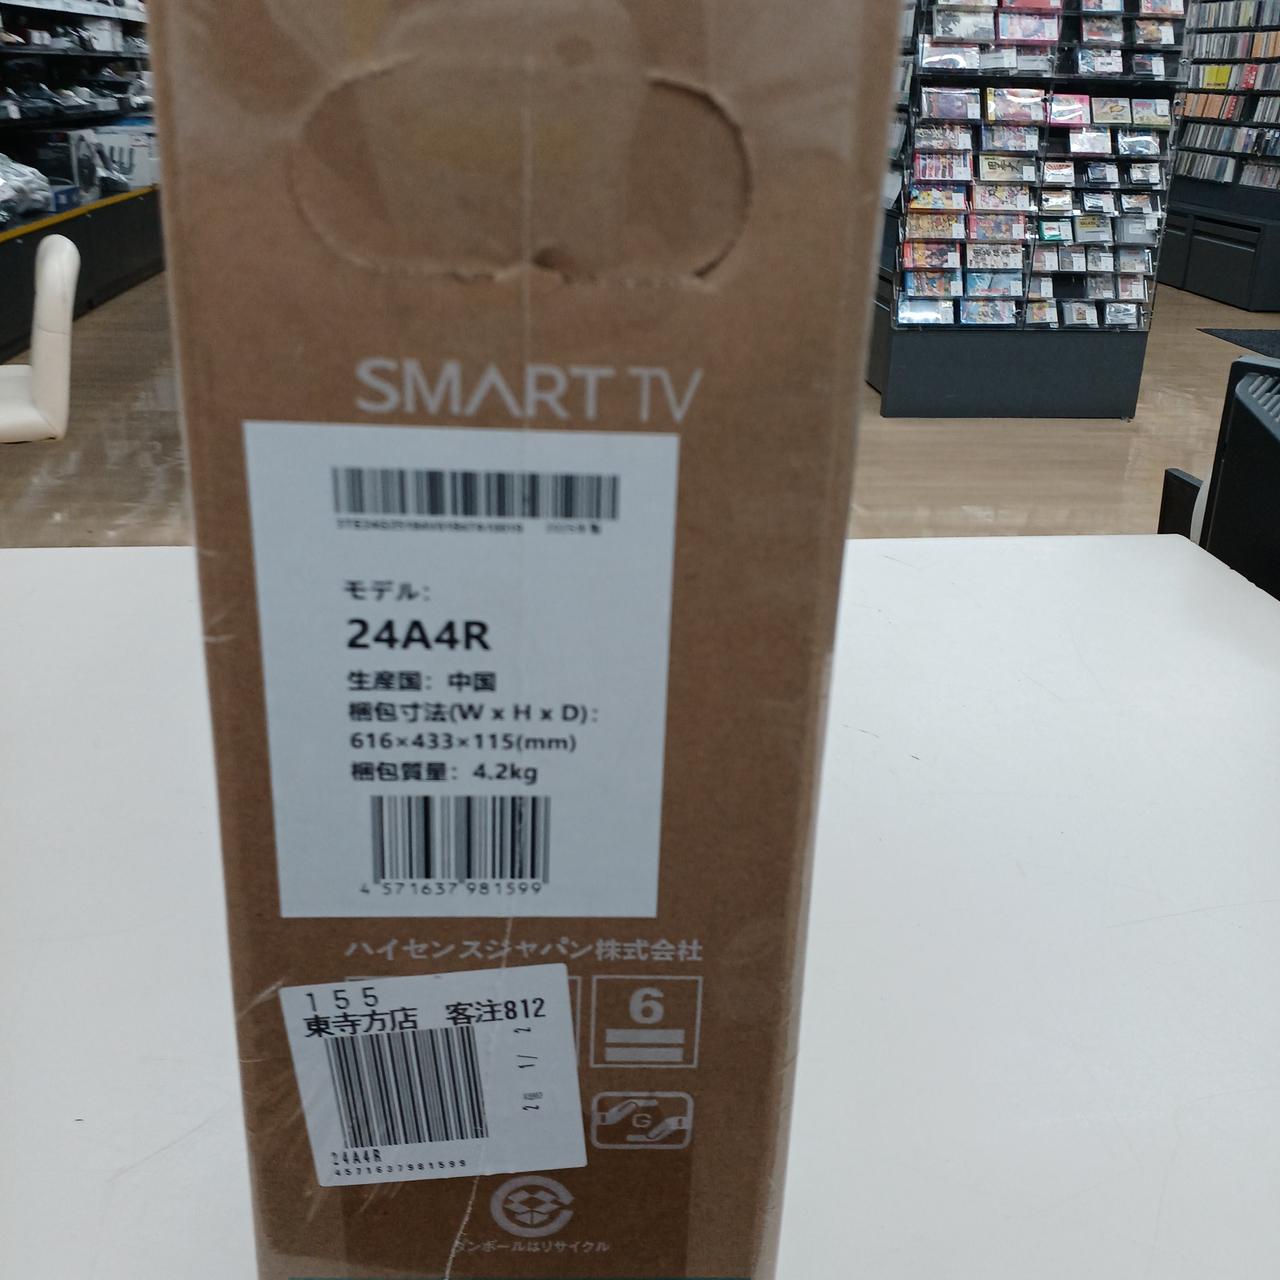 SMART TV
モデル:
24A4R
生産国: 中国
梱包寸法(W x H x D):
616×433×115(mm)
梱包質量: 4.2kg
4 571637 981599
ハイセンスジャパン株式会社
155
東寺方店 客注812
24A4R
4571637981599
6
G
ダンボールはリサイクル